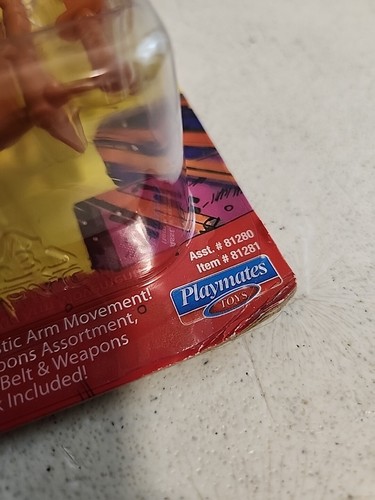 Asst. # 81280
Item # 81281
Playmates
TOYS
tic Arm Movement!
pons Assortment,
Belt & Weapons
Included!